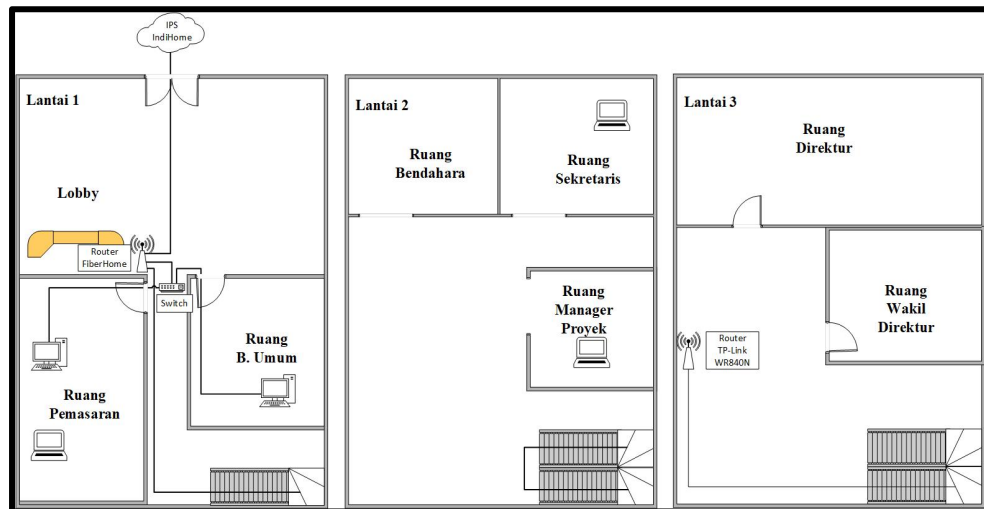 IPS
IndiHome
Lantai 1
Lobby
Router
FiberHome
Switch
Ruang
B. Umum
Ruang
Pemasaran
Lantai 2
Ruang
Bendahara
Ruang
Sekretaris
Ruang
Manager
Proyek
Lantai 3
Ruang
Direktur
Ruang
Wakil
Direktur
Router
TP-Link
WR840N